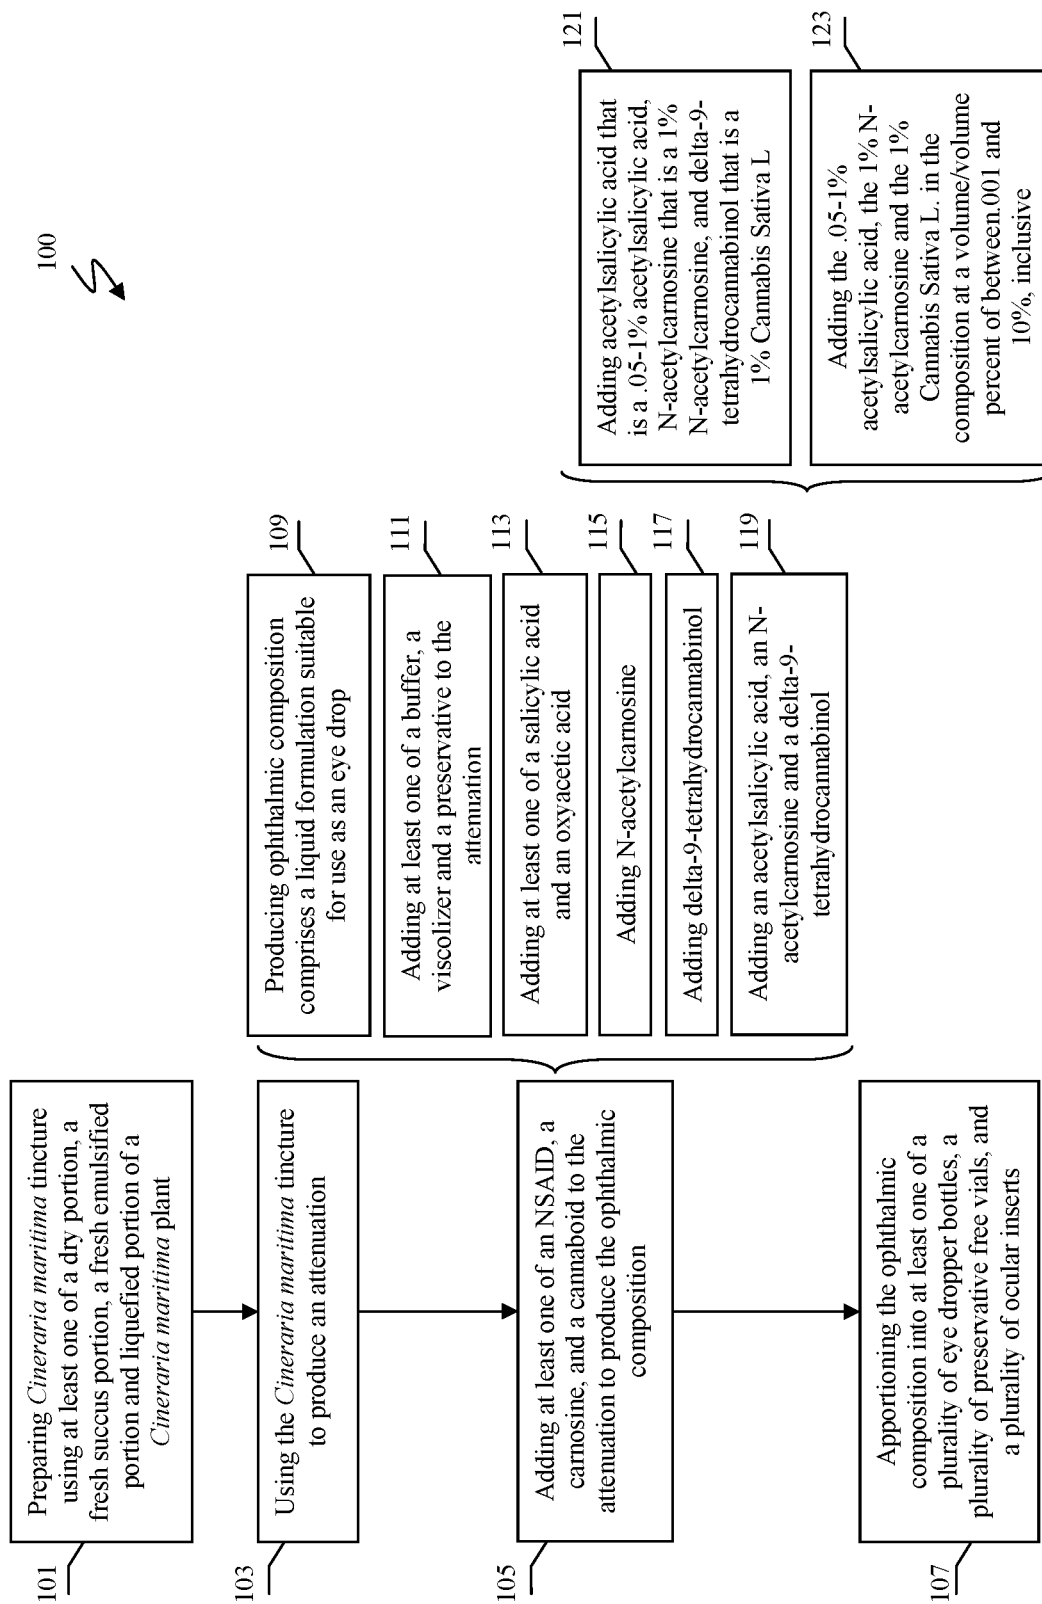 100
101
Preparing Cineraria maritima tincture
using at least one of a dry portion, a
fresh succus portion, a fresh emulsified
portion and liquefied portion of a
Cineraria maritima plant
103
Using the Cineraria maritima tincture
to produce an attenuation
105
Adding at least one of an NSAID, a
carnosine, and a cannaboid to the
attenuation to produce the ophthalmic
composition
107
Apportioning the ophthalmic
composition into at least one of a
plurality of eye dropper bottles, a
plurality of preservative free vials, and
a plurality of ocular inserts
109
Producing ophthalmic composition
comprises a liquid formulation suitable
for use as an eye drop
111
Adding at least one of a buffer, a
viscolizer and a preservative to the
attenuation
113
Adding at least one of a salicylic acid
and an oxyacetic acid
115
Adding N-acetylcarnosine
117
Adding delta-9-tetrahydrocannabinol
119
Adding an acetylsalicylic acid, an N-
acetylcarnosine and a delta-9-
tetrahydrocannabinol
121
Adding acetylsalicylic acid that
is a .05-1% acetylsalicylic acid,
N-acetylcarnosine that is a 1%
N-acetylcarnosine, and delta-9-
tetrahydrocannabinol that is a
1% Cannabis Sativa L
123
Adding the .05-1%
acetylsalicylic acid, the 1% N-
acetylcarnosine and the 1%
Cannabis Sativa L. in the
composition at a volume/volume
percent of between.001 and
10%, inclusive